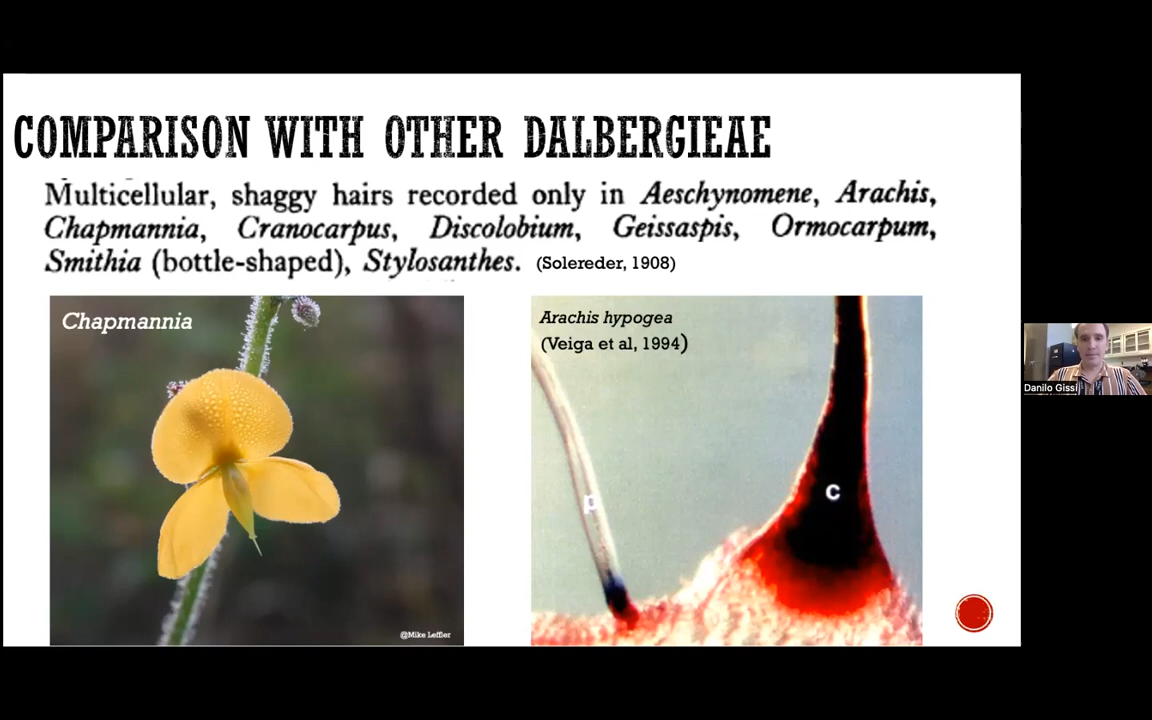 COMPARISON WITH OTHER DALBERGIEAE
Multicellular, shaggy hairs recorded only in Aeschynomene, Arachis,
Chapmannia, Cranocarpus, Discolobium, Geissaspis, Ormocarpum,
Smithia (bottle-shaped), Stylosanthes. (Solereder, 1908)
Chapmannia
@Mike Leffler
Arachis hypogea
(Veiga et al, 1994)
p
c
Danilo Gissi